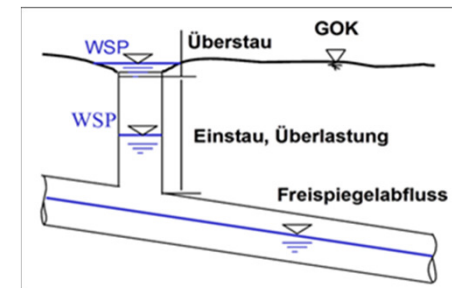 GOK
WSP
Überstau
WSP
Einstau, Überlastung
Freispiegelabfluss